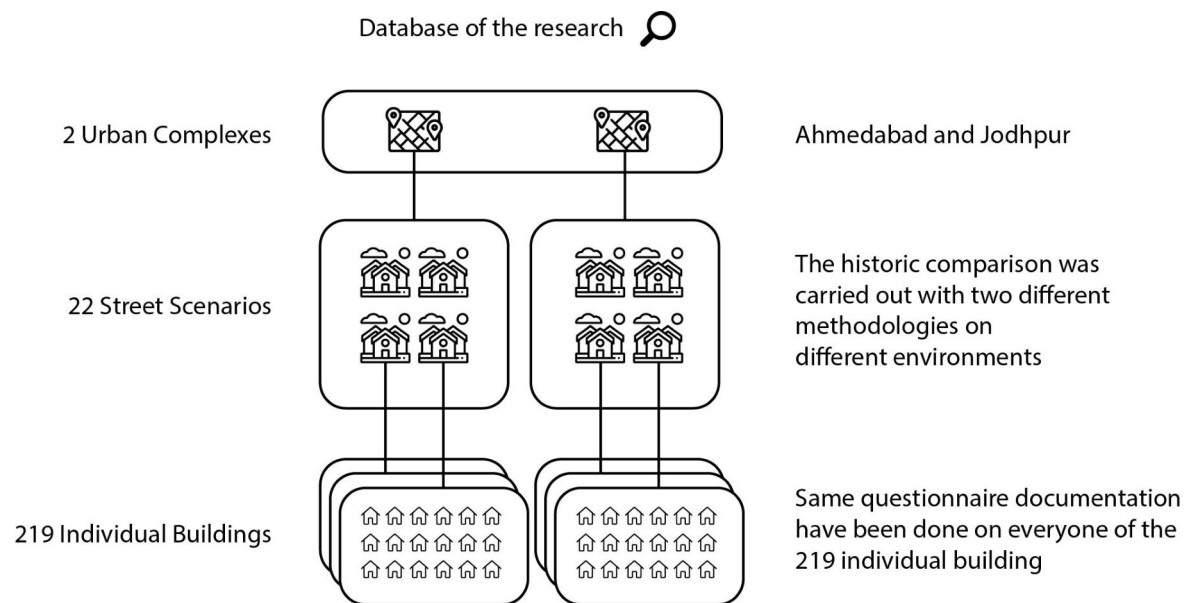 Database of the research
2 Urban Complexes
Ahmedabad and Jodhpur
22 Street Scenarios
The historic comparison was
carried out with two different
methodologies on
different environments
219 Individual Buildings
Same questionnaire documentation
have been done on everyone of the
219 individual building